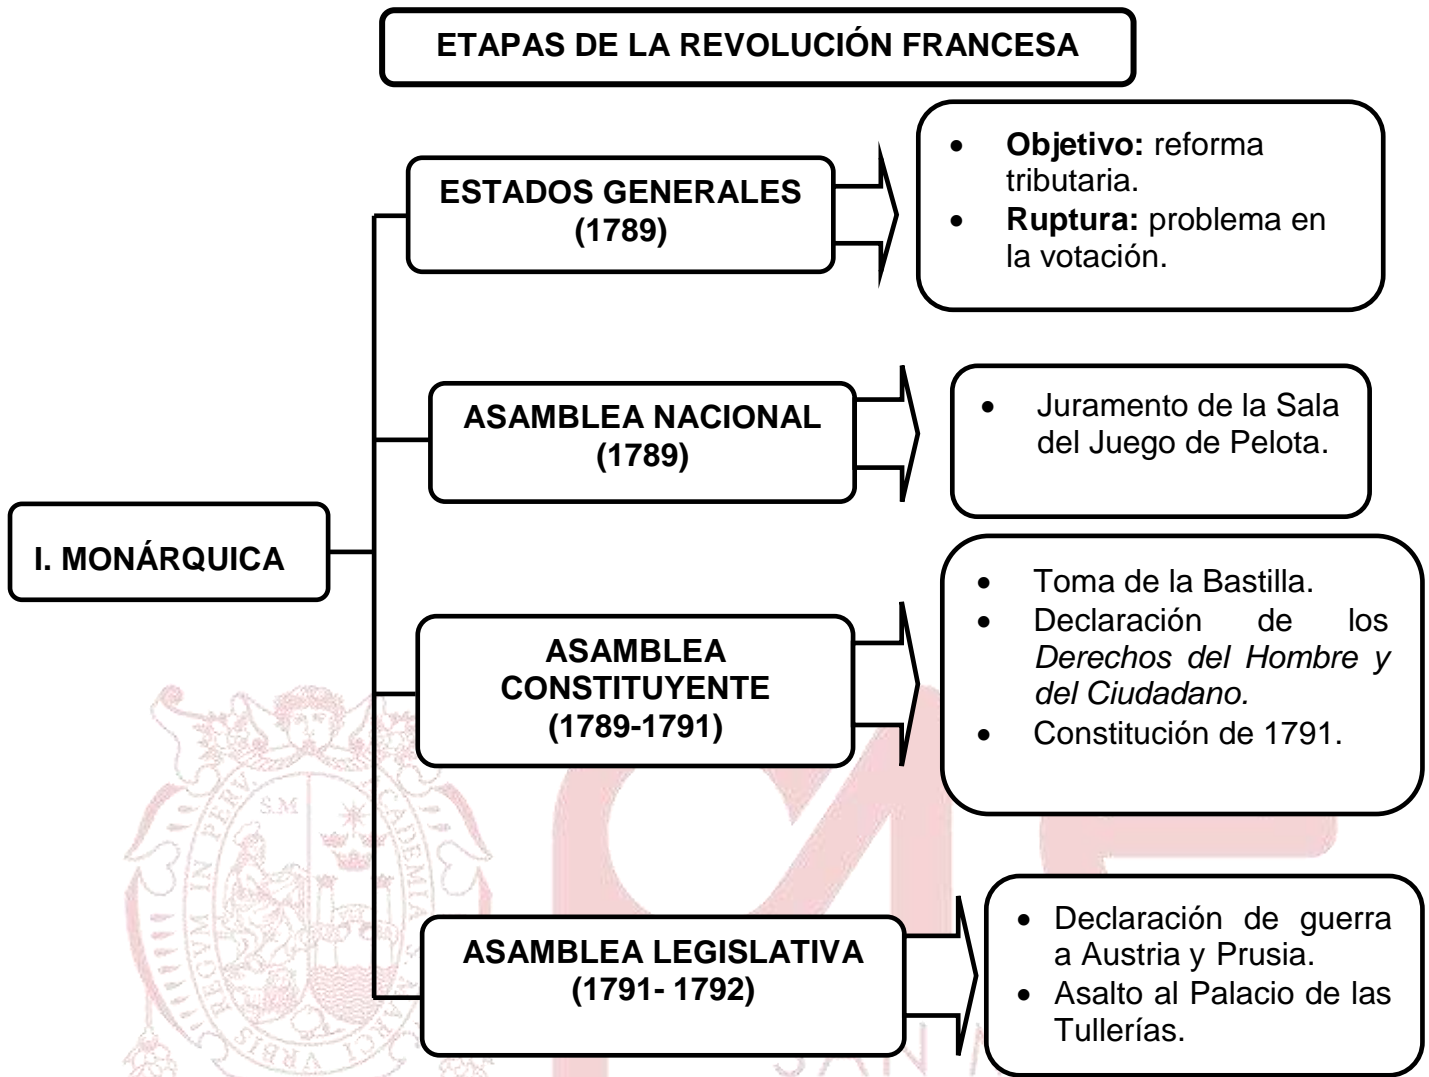 ETAPAS DE LA REVOLUCIÓN FRANCESA
ESTADOS GENERALES
(1789)
• Objetivo: reforma
tributaria.
• Ruptura: problema en
la votación.
ASAMBLEA NACIONAL
(1789)
• Juramento de la Sala
del Juego de Pelota.
I. MONÁRQUICA
ASAMBLEA
CONSTITUYENTE
(1789-1791)
• Toma de la Bastilla.
• Declaración de los
Derechos del Hombre y
del Ciudadano.
• Constitución de 1791.
ASAMBLEA LEGISLATIVA
(1791- 1792)
• Declaración de guerra
a Austria y Prusia.
• Asalto al Palacio de las
Tullerías.
S.M
SAN M